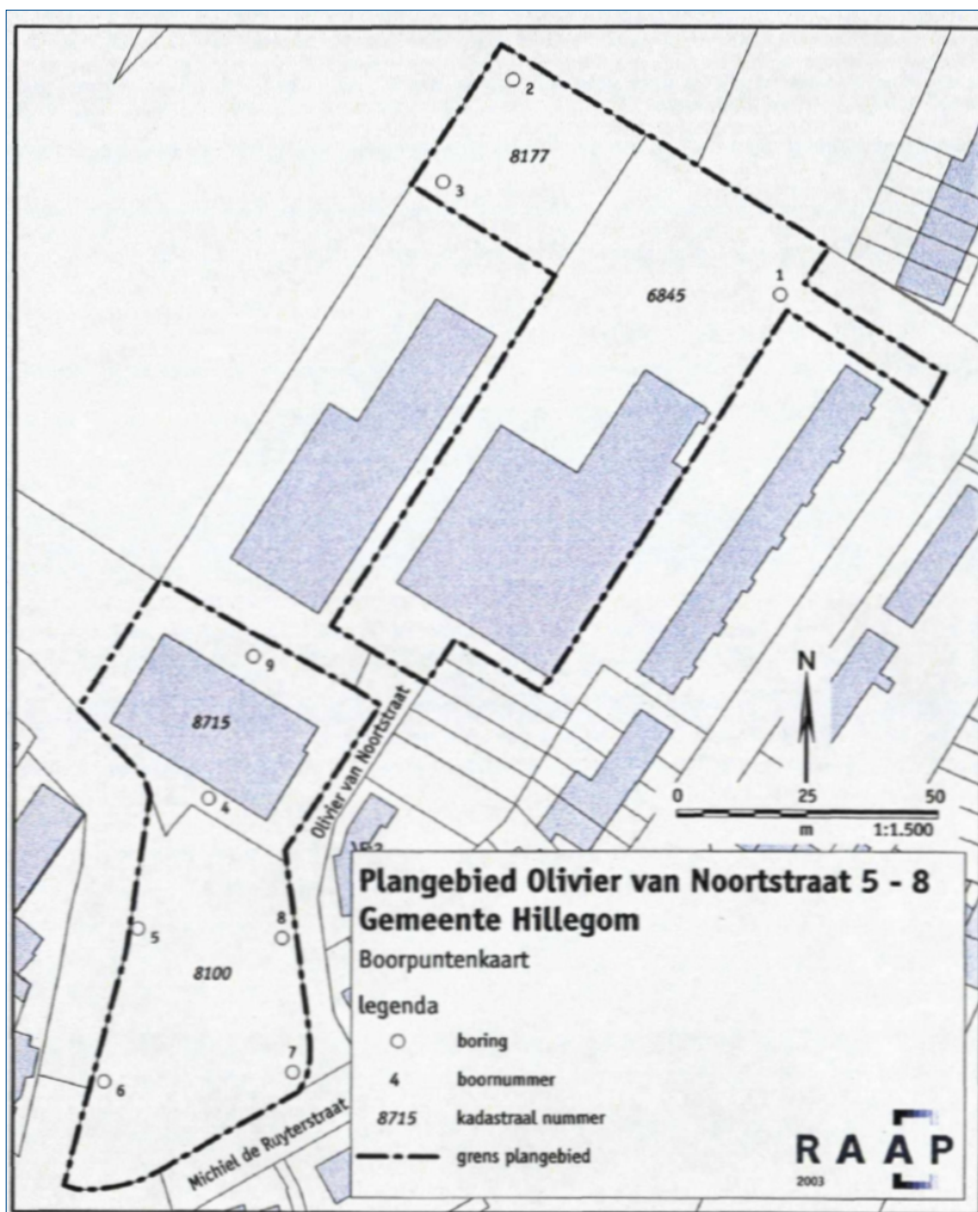 2
8177
3
1
6845
9
8715
4
Olivier van Noortstraat
N
0 25 50
m 1:1.500
5
8
8100
7
6
Michiel de Ruyterstraat
Plangebied Olivier van Noortstraat 5 - 8
Gemeente Hillegom
Boorpuntenkaart
legenda
boring
4 boornummer
8715 kadastraal nummer
grens plangebied
RAAP
2003